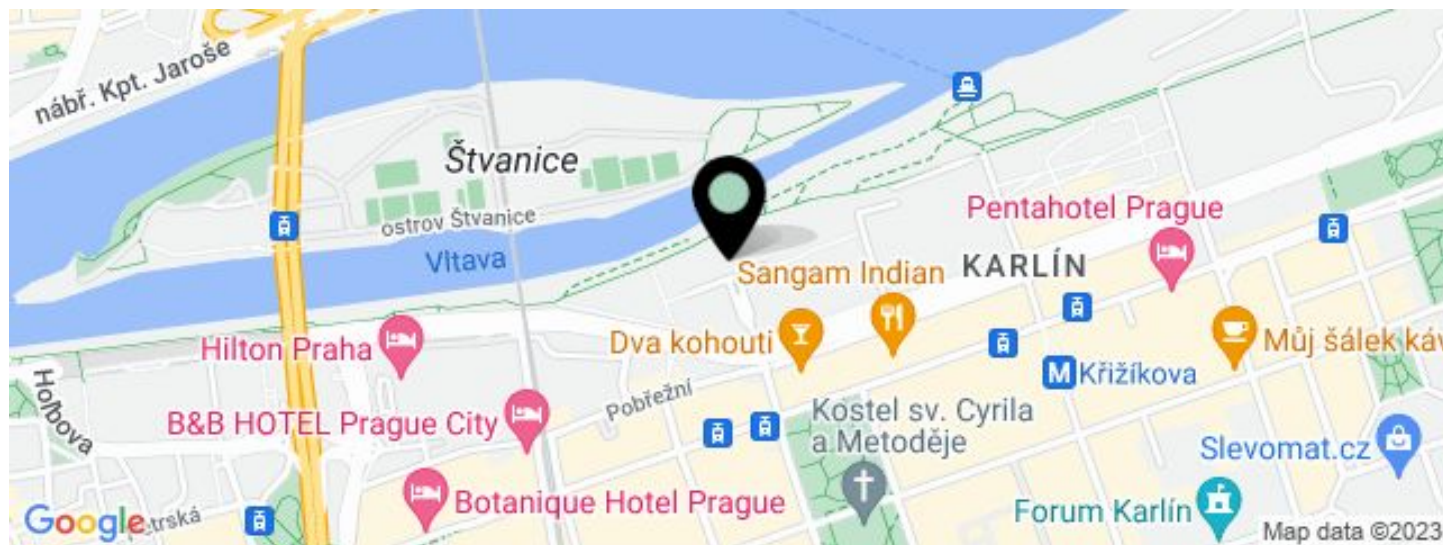 nábř. Kpt. Jaroše
Štvanice
ostrov Štvanice
Vltava
Pentahotel Prague
Sangam Indian
KARLÍN
Hilton Praha
Dva kohouti
Můj šálek káv
M Křižíkova
Holbova
Pobřežní
B&B HOTEL Prague City
Kostel sv. Cyrila
a Metoděje
Slevomat.cz
Botanique Hotel Prague
Forum Karlín
Google
trská
Map data ©2023